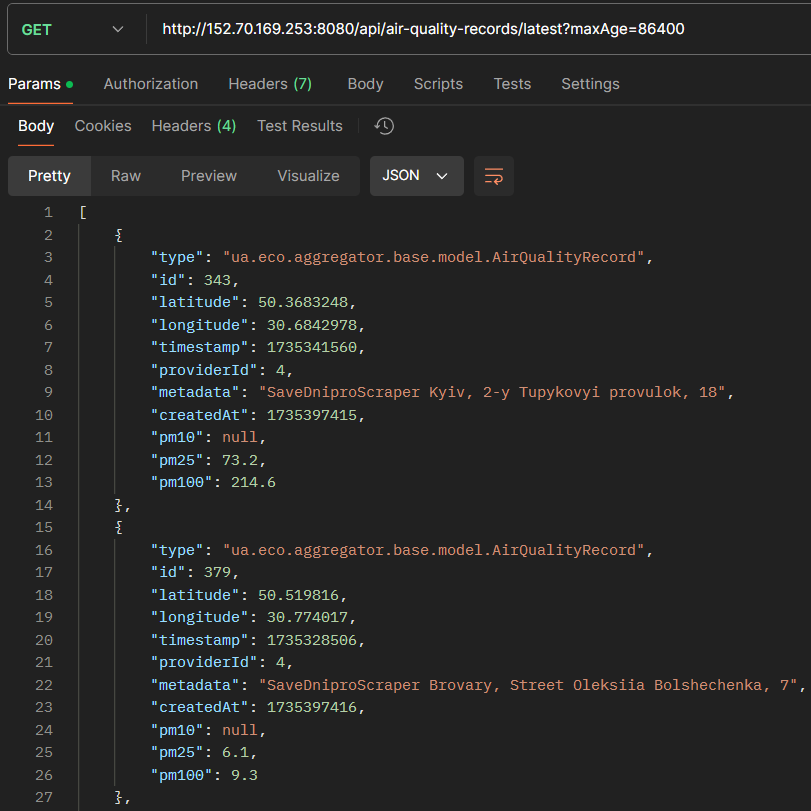 GET http://152.70.169.253:8080/api/air-quality-records/latest?maxAge=86400
Params Authorization Headers (7) Body Scripts Tests Settings
Body Cookies Headers (4) Test Results
Pretty Raw Preview Visualize JSON
1 [
2 {
3 "type": "ua.eco.aggregator.base.model.AirQualityRecord",
4 "id": 343,
5 "latitude": 50.3683248,
6 "longitude": 30.6842978,
7 "timestamp": 1735341560,
8 "providerId": 4,
9 "metadata": "SaveDniproScraper Kyiv, 2-y Tupykovyi provulok, 18",
10 "createdAt": 1735397415,
11 "pm10": null,
12 "pm25": 73.2,
13 "pm100": 214.6
14 },
15 {
16 "type": "ua.eco.aggregator.base.model.AirQualityRecord",
17 "id": 379,
18 "latitude": 50.519816,
19 "longitude": 30.774017,
20 "timestamp": 1735328506,
21 "providerId": 4,
22 "metadata": "SaveDniproScraper Brovary, Street Oleksiia Bolshechenka, 7",
23 "createdAt": 1735397416,
24 "pm10": null,
25 "pm25": 6.1,
26 "pm100": 9.3
27 },